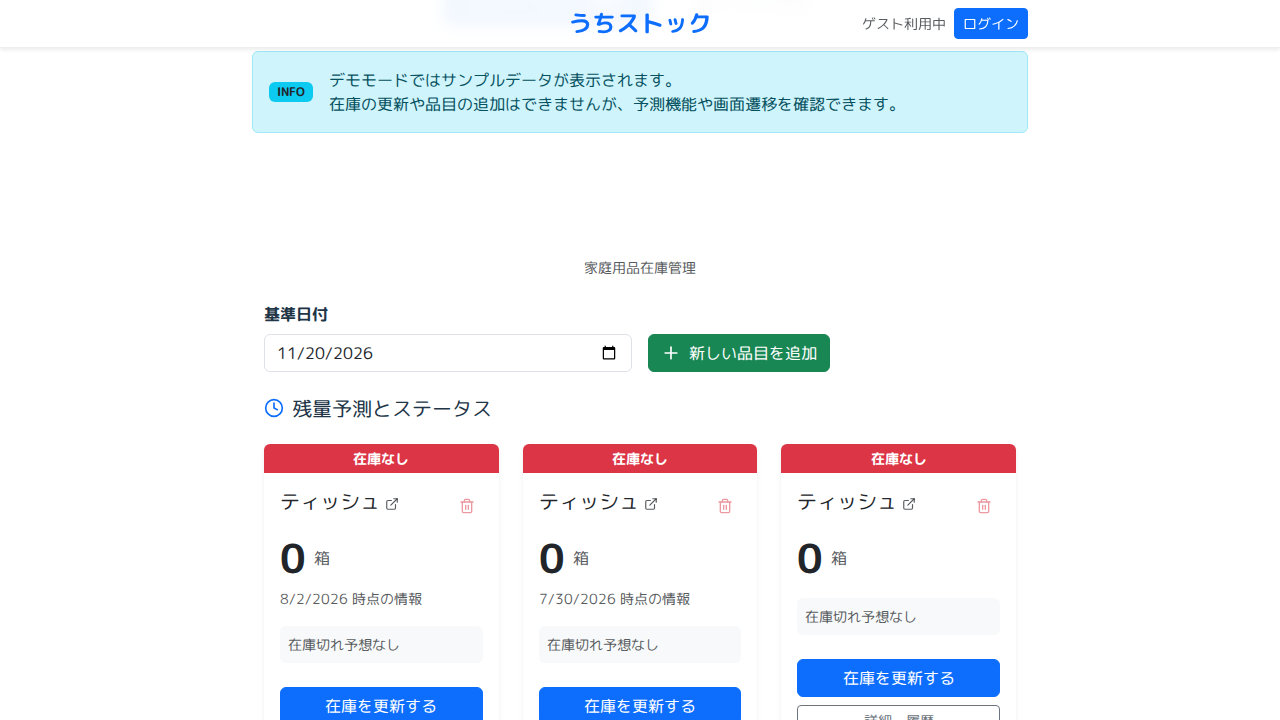 うちストック
ゲスト利用中
ログイン
INFO
デモモードではサンプルデータが表示されます。
在庫の更新や品目の追加はできませんが、予測機能や画面遷移を確認できます。
家庭用品在庫管理
基準日付
11/20/2026
新しい品目を追加
残量予測とステータス
在庫なし
ティッシュ
0 箱
8/2/2026 時点の情報
在庫切れ予想なし
在庫を更新する
在庫なし
ティッシュ
0 箱
7/30/2026 時点の情報
在庫切れ予想なし
在庫を更新する
在庫なし
ティッシュ
0 箱
在庫切れ予想なし
在庫を更新する